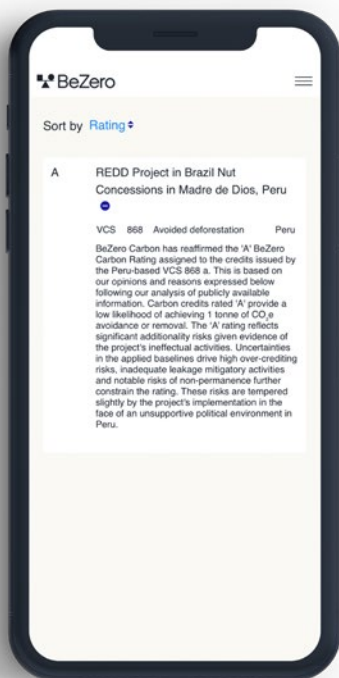 BeZero
Sort by Rating
A REDD Project in Brazil Nut
Concessions in Madre de Dios, Peru
VCS 868 Avoided deforestation Peru
BeZero Carbon has reaffirmed the 'A' BeZero
Carbon Rating assigned to the credits issued by
the Peru-based VCS 868 a. This is based on
our opinions and reasons expressed below
following our analysis of publicly available
information. Carbon credits rated 'A' provide a
low likelihood of achieving 1 tonne of CO₂e
avoidance or removal. The 'A' rating reflects
significant additionality risks given evidence of
the project's ineffectual activities. Uncertainties
in the applied baselines drive high over-crediting
risks, inadequate leakage mitigatory activities
and notable risks of non-permanence further
constrain the rating. These risks are tempered
slightly by the project's implementation in the
face of an unsupportive political environment in
Peru.